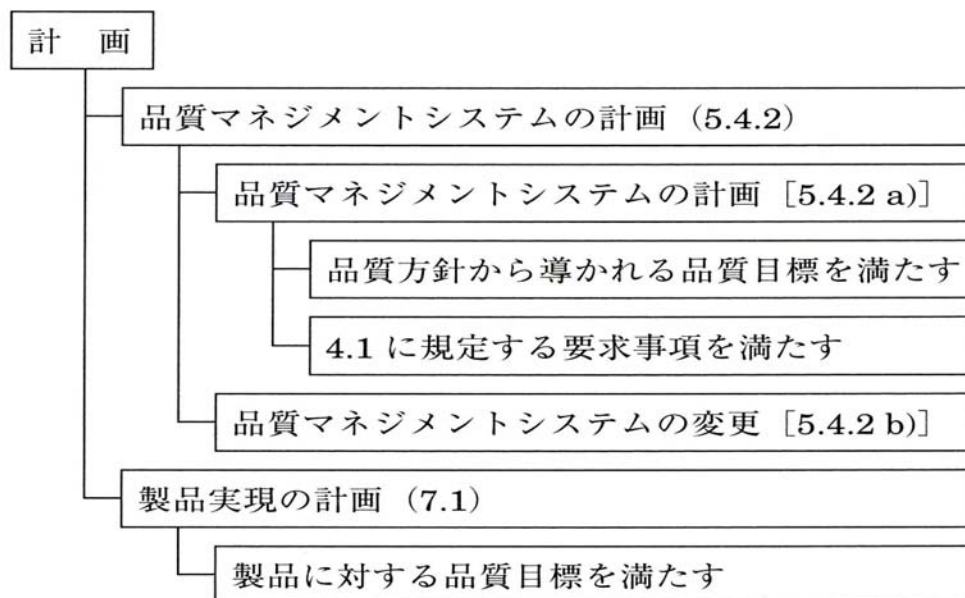 計 画
品質マネジメントシステムの計画 (5.4.2)
品質マネジメントシステムの計画 [5.4.2 a)]
品質方針から導かれる品質目標を満たす
4.1 に規定する要求事項を満たす
品質マネジメントシステムの変更 [5.4.2 b)]
製品実現の計画 (7.1)
製品に対する品質目標を満たす